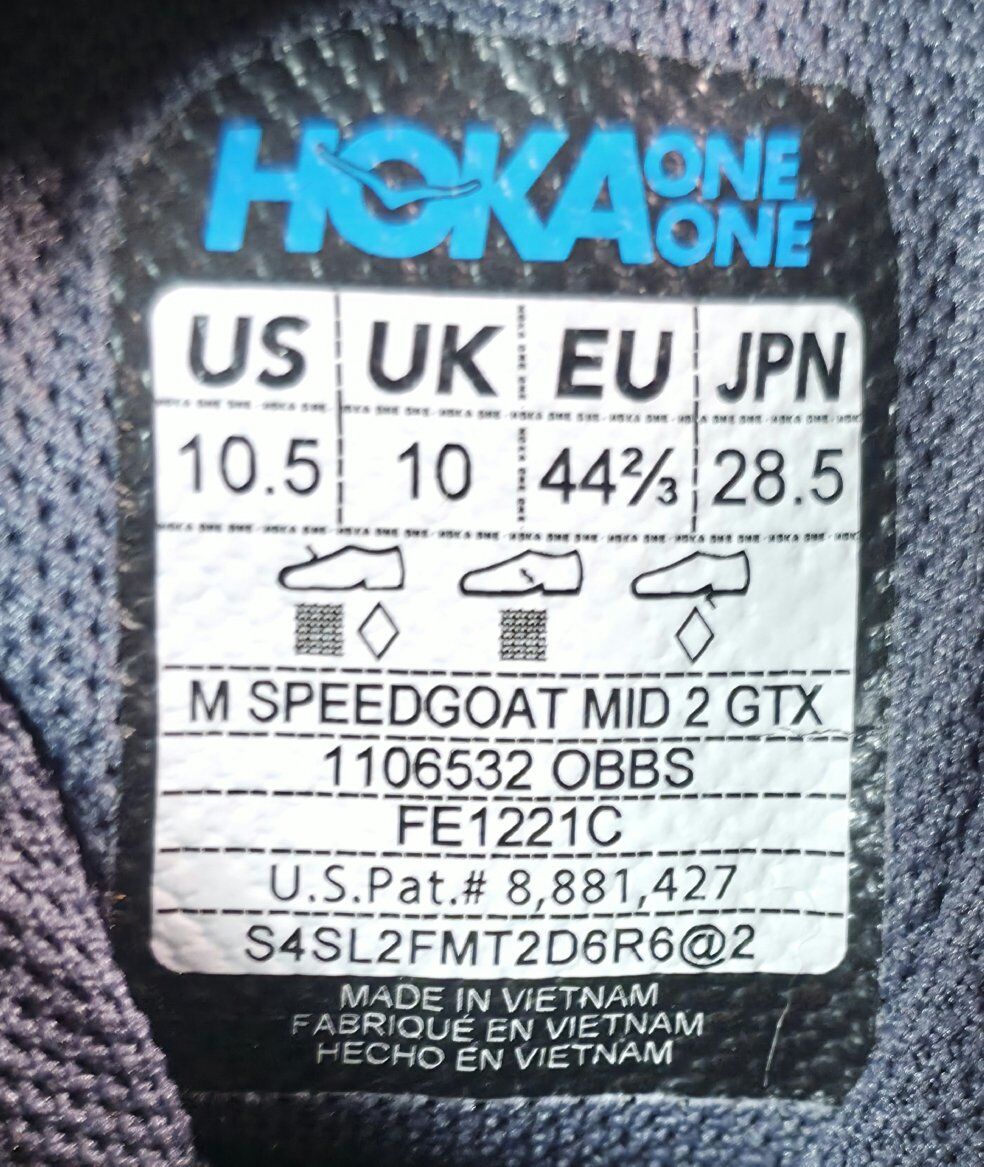 HOKA ONE ONE
US UK EU JPN
10.5 10 44⅔ 28.5
M SPEEDGOAT MID 2 GTX
1106532 OBBS
FE1221C
U.S.Pat.# 8,881,427
S4SL2FMT2D6R6@2
MADE IN VIETNAM
FABRIQUÉ EN VIETNAM
HECHO EN VIETNAM